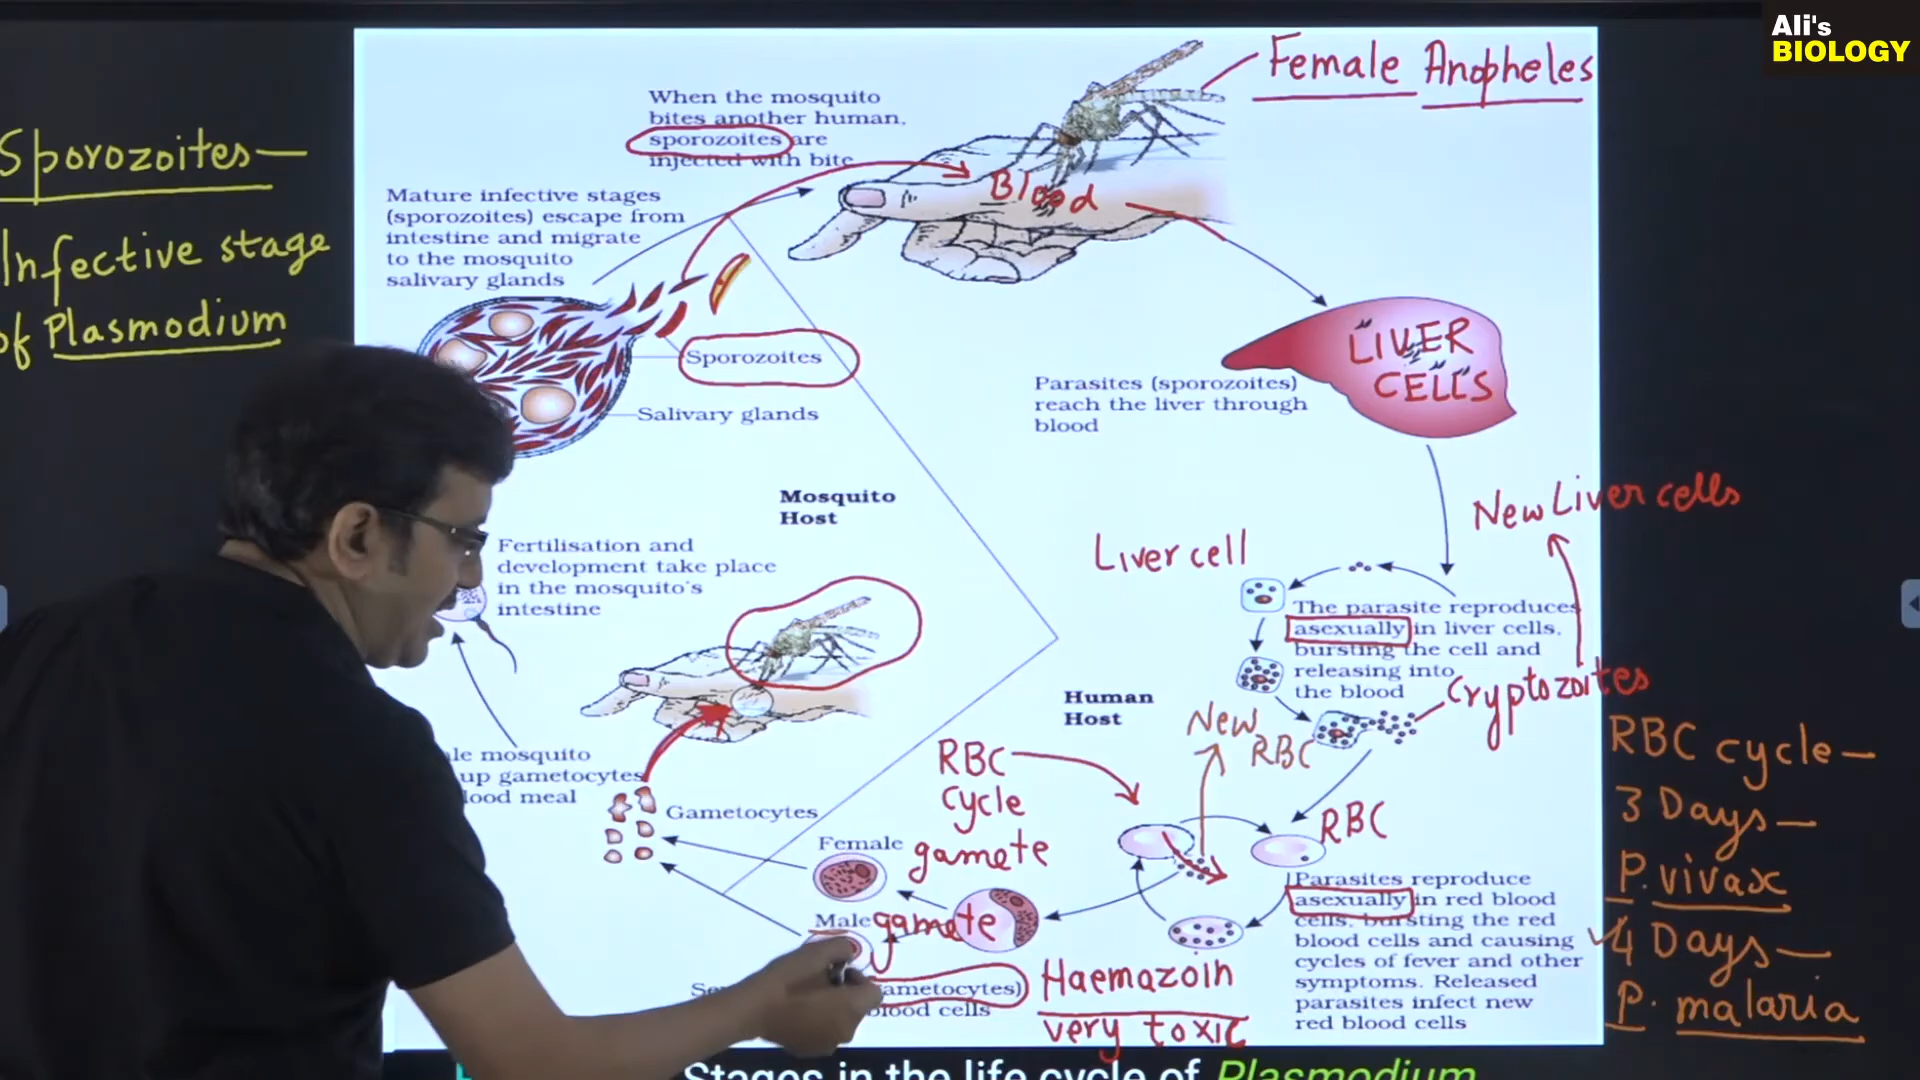 Ali's
BIOLOGY
Sporozoites—
Infective stage
of Plasmodium
When the mosquito
bites another human,
sporozoites are
injected with bite
Female Anopheles
Blood
Mature infective stages
(sporozoites) escape from
intestine and migrate
to the mosquito
salivary glands
Sporozoites
Salivary glands
LIVER
CELLS
Parasites (sporozoites)
reach the liver through
blood
Mosquito
Host
New Liver cells
Liver cell
Fertilisation and
development take place
in the mosquito's
intestine
The parasite reproduces
asexually in liver cells,
bursting the cell and
releasing into
the blood
Cryptozoites
Human
Host
New
RBC
RBC
Cycle
RBC
mosquito
up gametocytes
meal
Gametocytes
Female
gamete
Male gamete
Parasites reproduce
asexually in red blood
cells, bursting the red
blood cells and causing
cycles of fever and other
symptoms. Released
parasites infect new
red blood cells
cells
Haemazoin
very toxic
RBC cycle—
3 Days—
P. vivax
4 Days—
P. malaria
Stages in the life cycle of Plasmodium